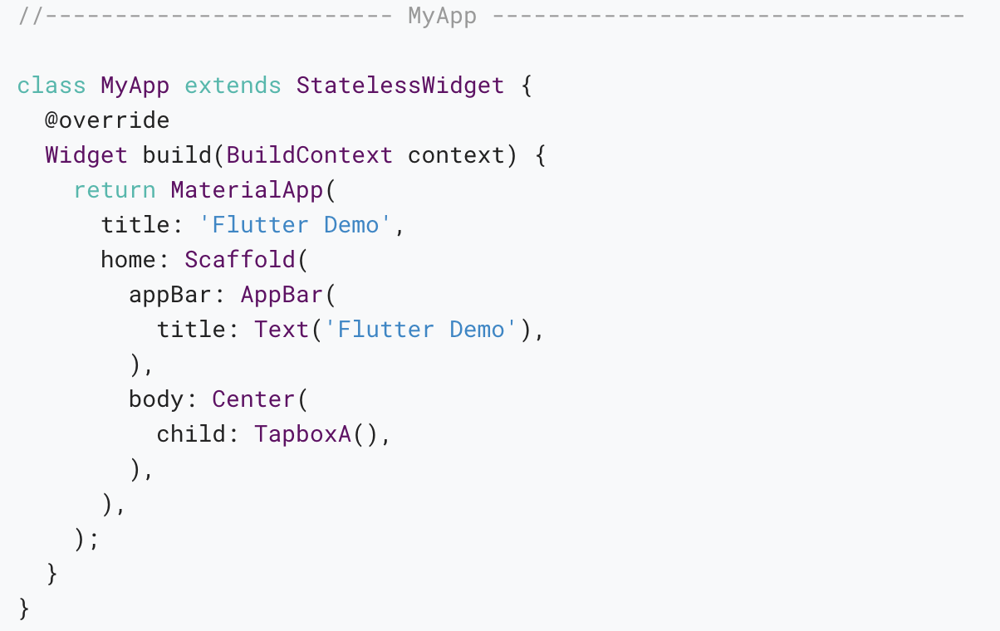 //------------------------- MyApp ----------------------------------
class MyApp extends StatelessWidget {
  @override
  Widget build(BuildContext context) {
    return MaterialApp(
      title: 'Flutter Demo',
      home: Scaffold(
        appBar: AppBar(
          title: Text('Flutter Demo'),
        ),
        body: Center(
          child: TapboxA(),
        ),
      ),
    );
  }
}